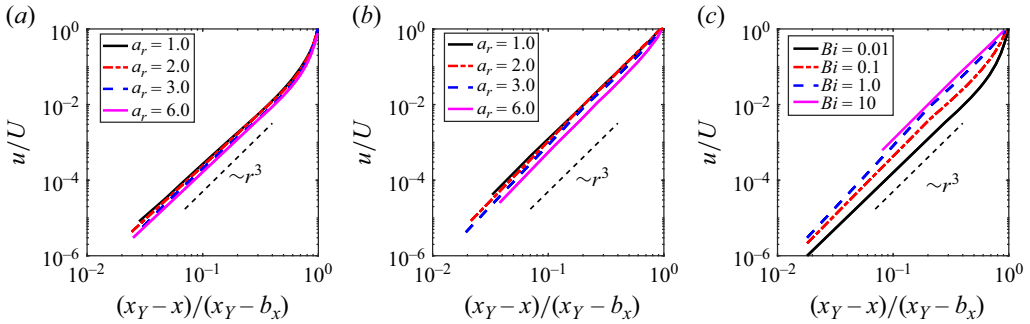 (a)
10^0
10^-2
10^-4
10^-6
u/U
a_r = 1.0
a_r = 2.0
a_r = 3.0
a_r = 6.0
~r^3
10^-2
10^-1
10^0
(x_Y – x)/(x_Y – b_x)
(b)
10^0
10^-2
10^-4
10^-6
u/U
a_r = 1.0
a_r = 2.0
a_r = 3.0
a_r = 6.0
~r^3
10^-2
10^-1
10^0
(x_Y – x)/(x_Y – b_x)
(c)
10^0
10^-2
10^-4
10^-6
u/U
Bi = 0.01
Bi = 0.1
Bi = 1.0
Bi = 10
~r^3
10^-2
10^-1
10^0
(x_Y – x)/(x_Y – b_x)